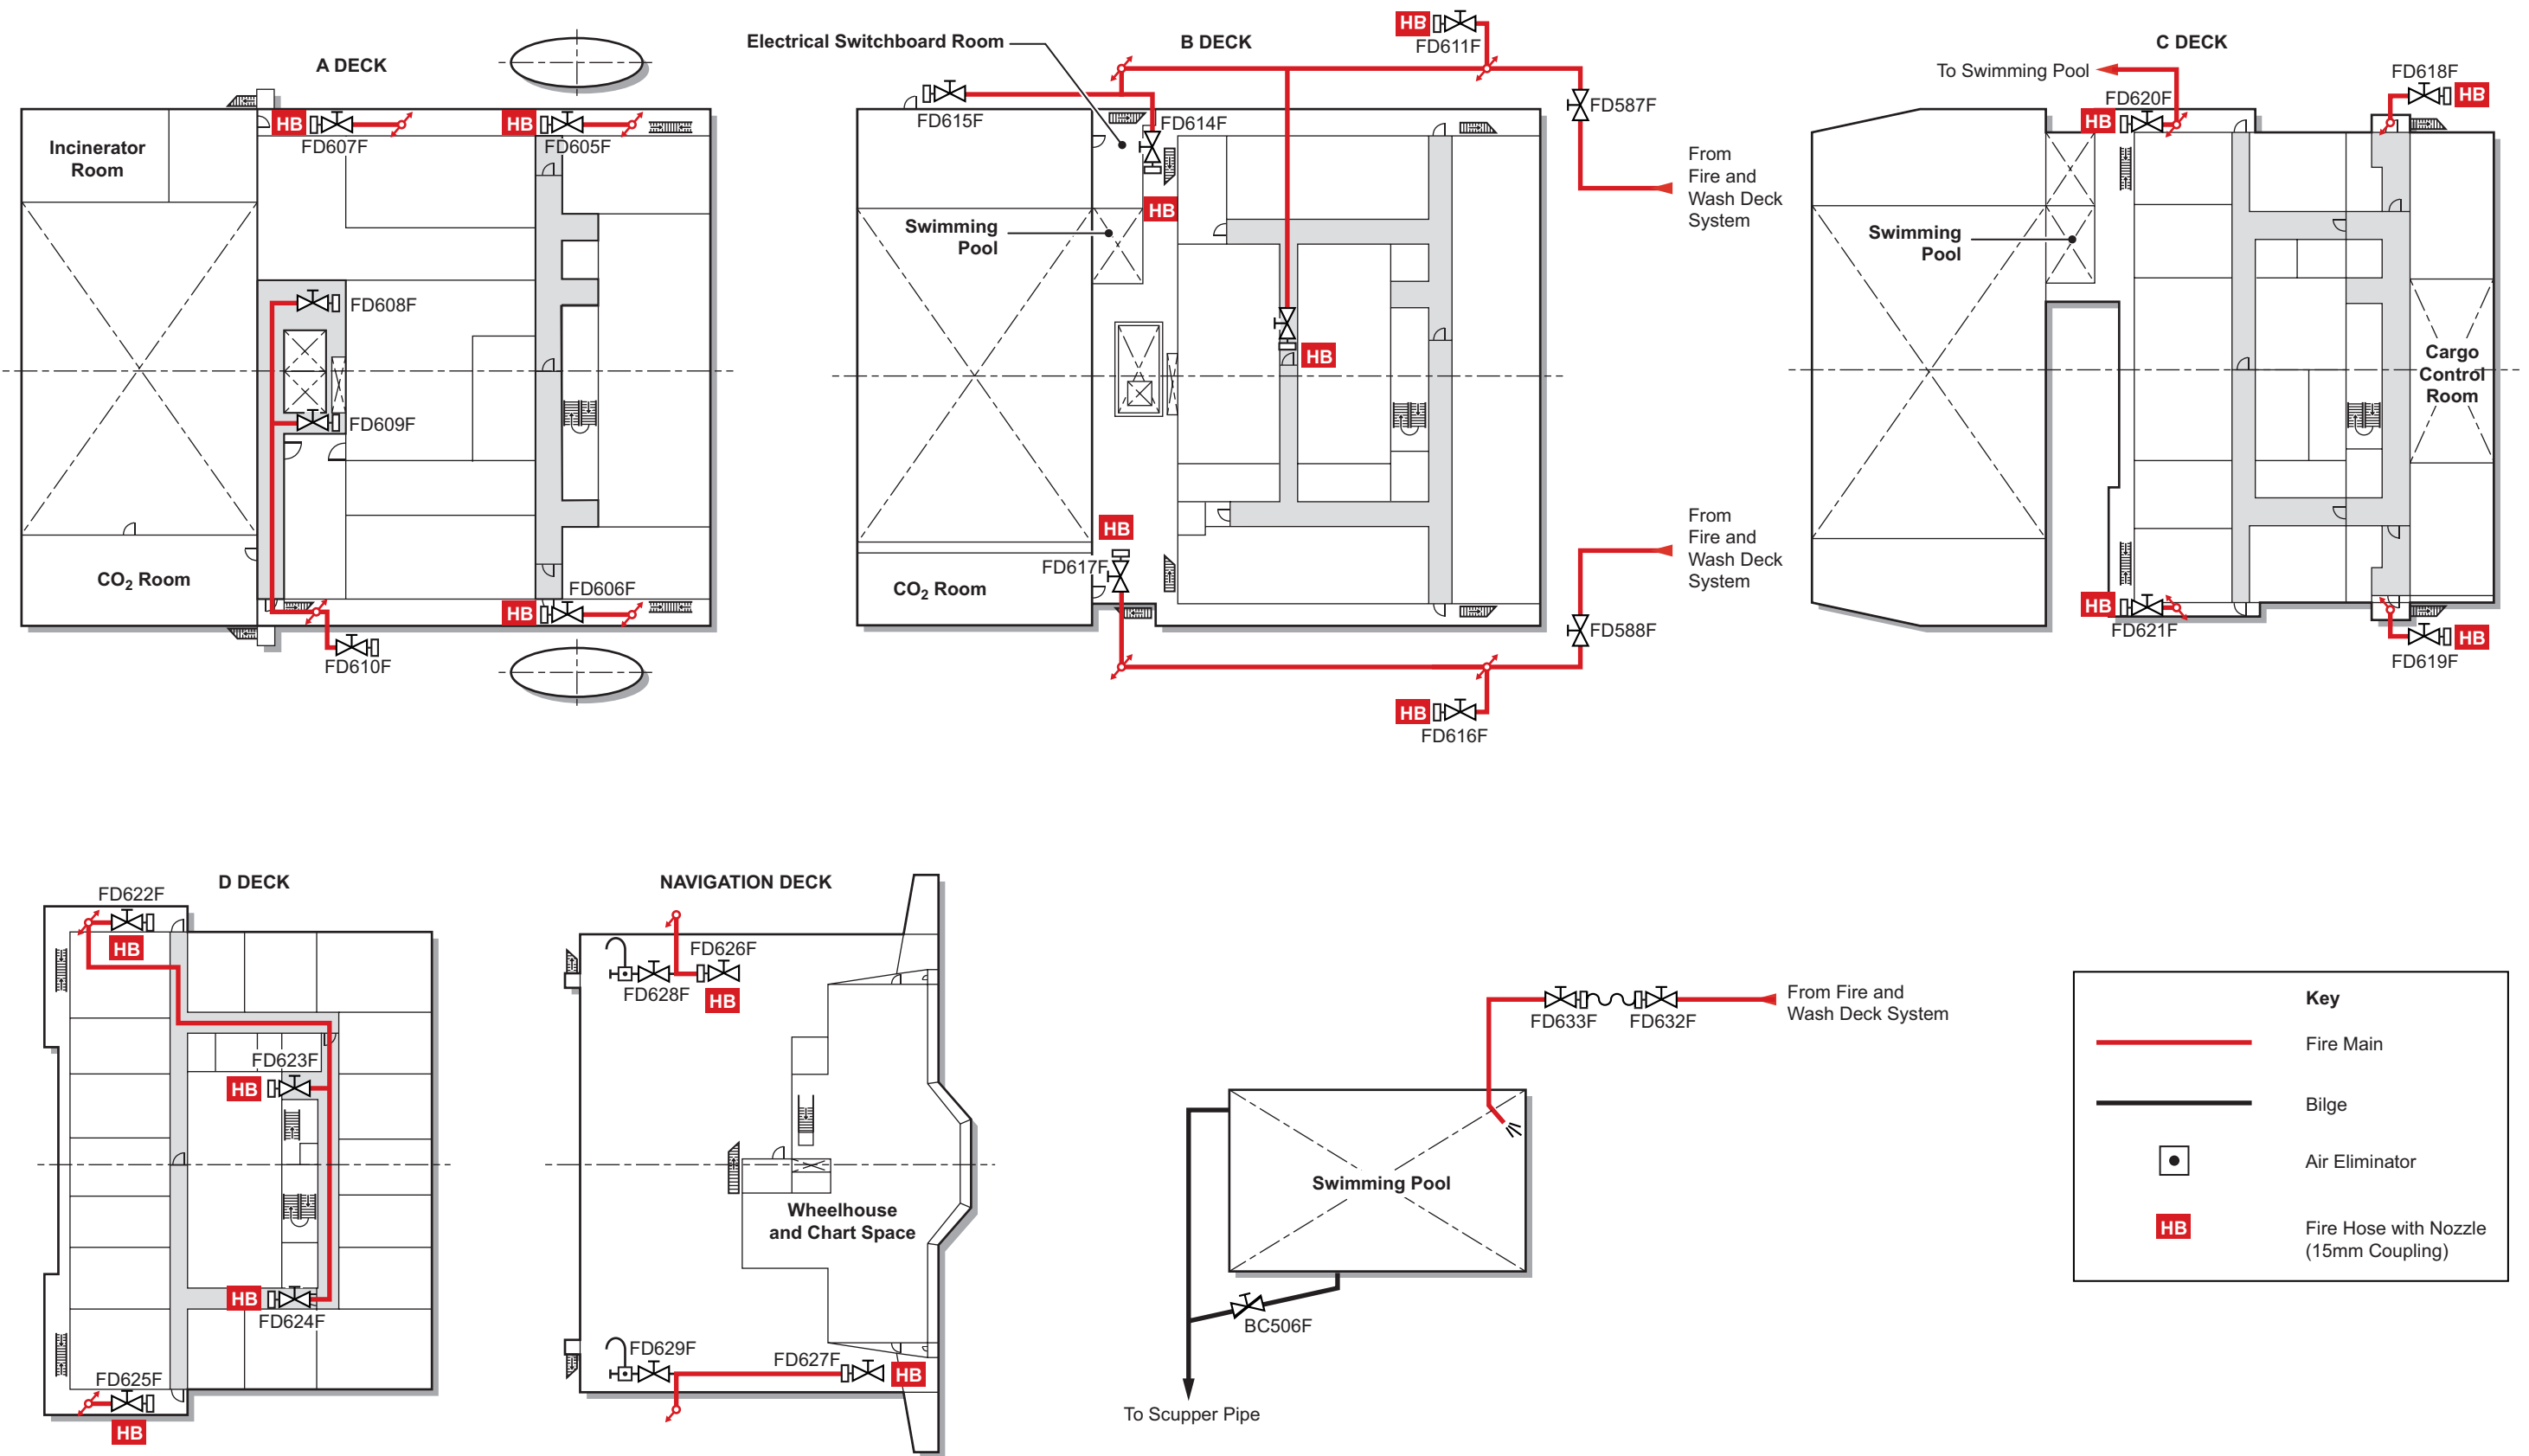 A DECK
Incinerator
Room
HB
FD607F
HB
FD605F
FD608F
FD609F
CO2 Room
HB
FD606F
FD610F
B DECK
Electrical Switchboard Room
HB
FD611F
FD615F
FD614F
FD587F
From
Fire and
Wash Deck
System
HB
Swimming
Pool
HB
HB
FD617F
CO2 Room
From
Fire and
Wash Deck
System
FD588F
HB
FD616F
C DECK
To Swimming Pool
FD618F
HB
FD620F
HB
Swimming
Pool
Cargo
Control
Room
HB
FD621F
HB
FD619F
D DECK
FD622F
HB
FD623F
HB
HB
FD624F
FD625F
HB
NAVIGATION DECK
FD626F
FD628F
HB
Wheelhouse
and Chart Space
FD629F
FD627F
HB
FD633F
FD632F
From Fire and
Wash Deck System
Swimming Pool
BC506F
To Scupper Pipe
Key
Fire Main
Bilge
Air Eliminator
HB
Fire Hose with Nozzle
(15mm Coupling)